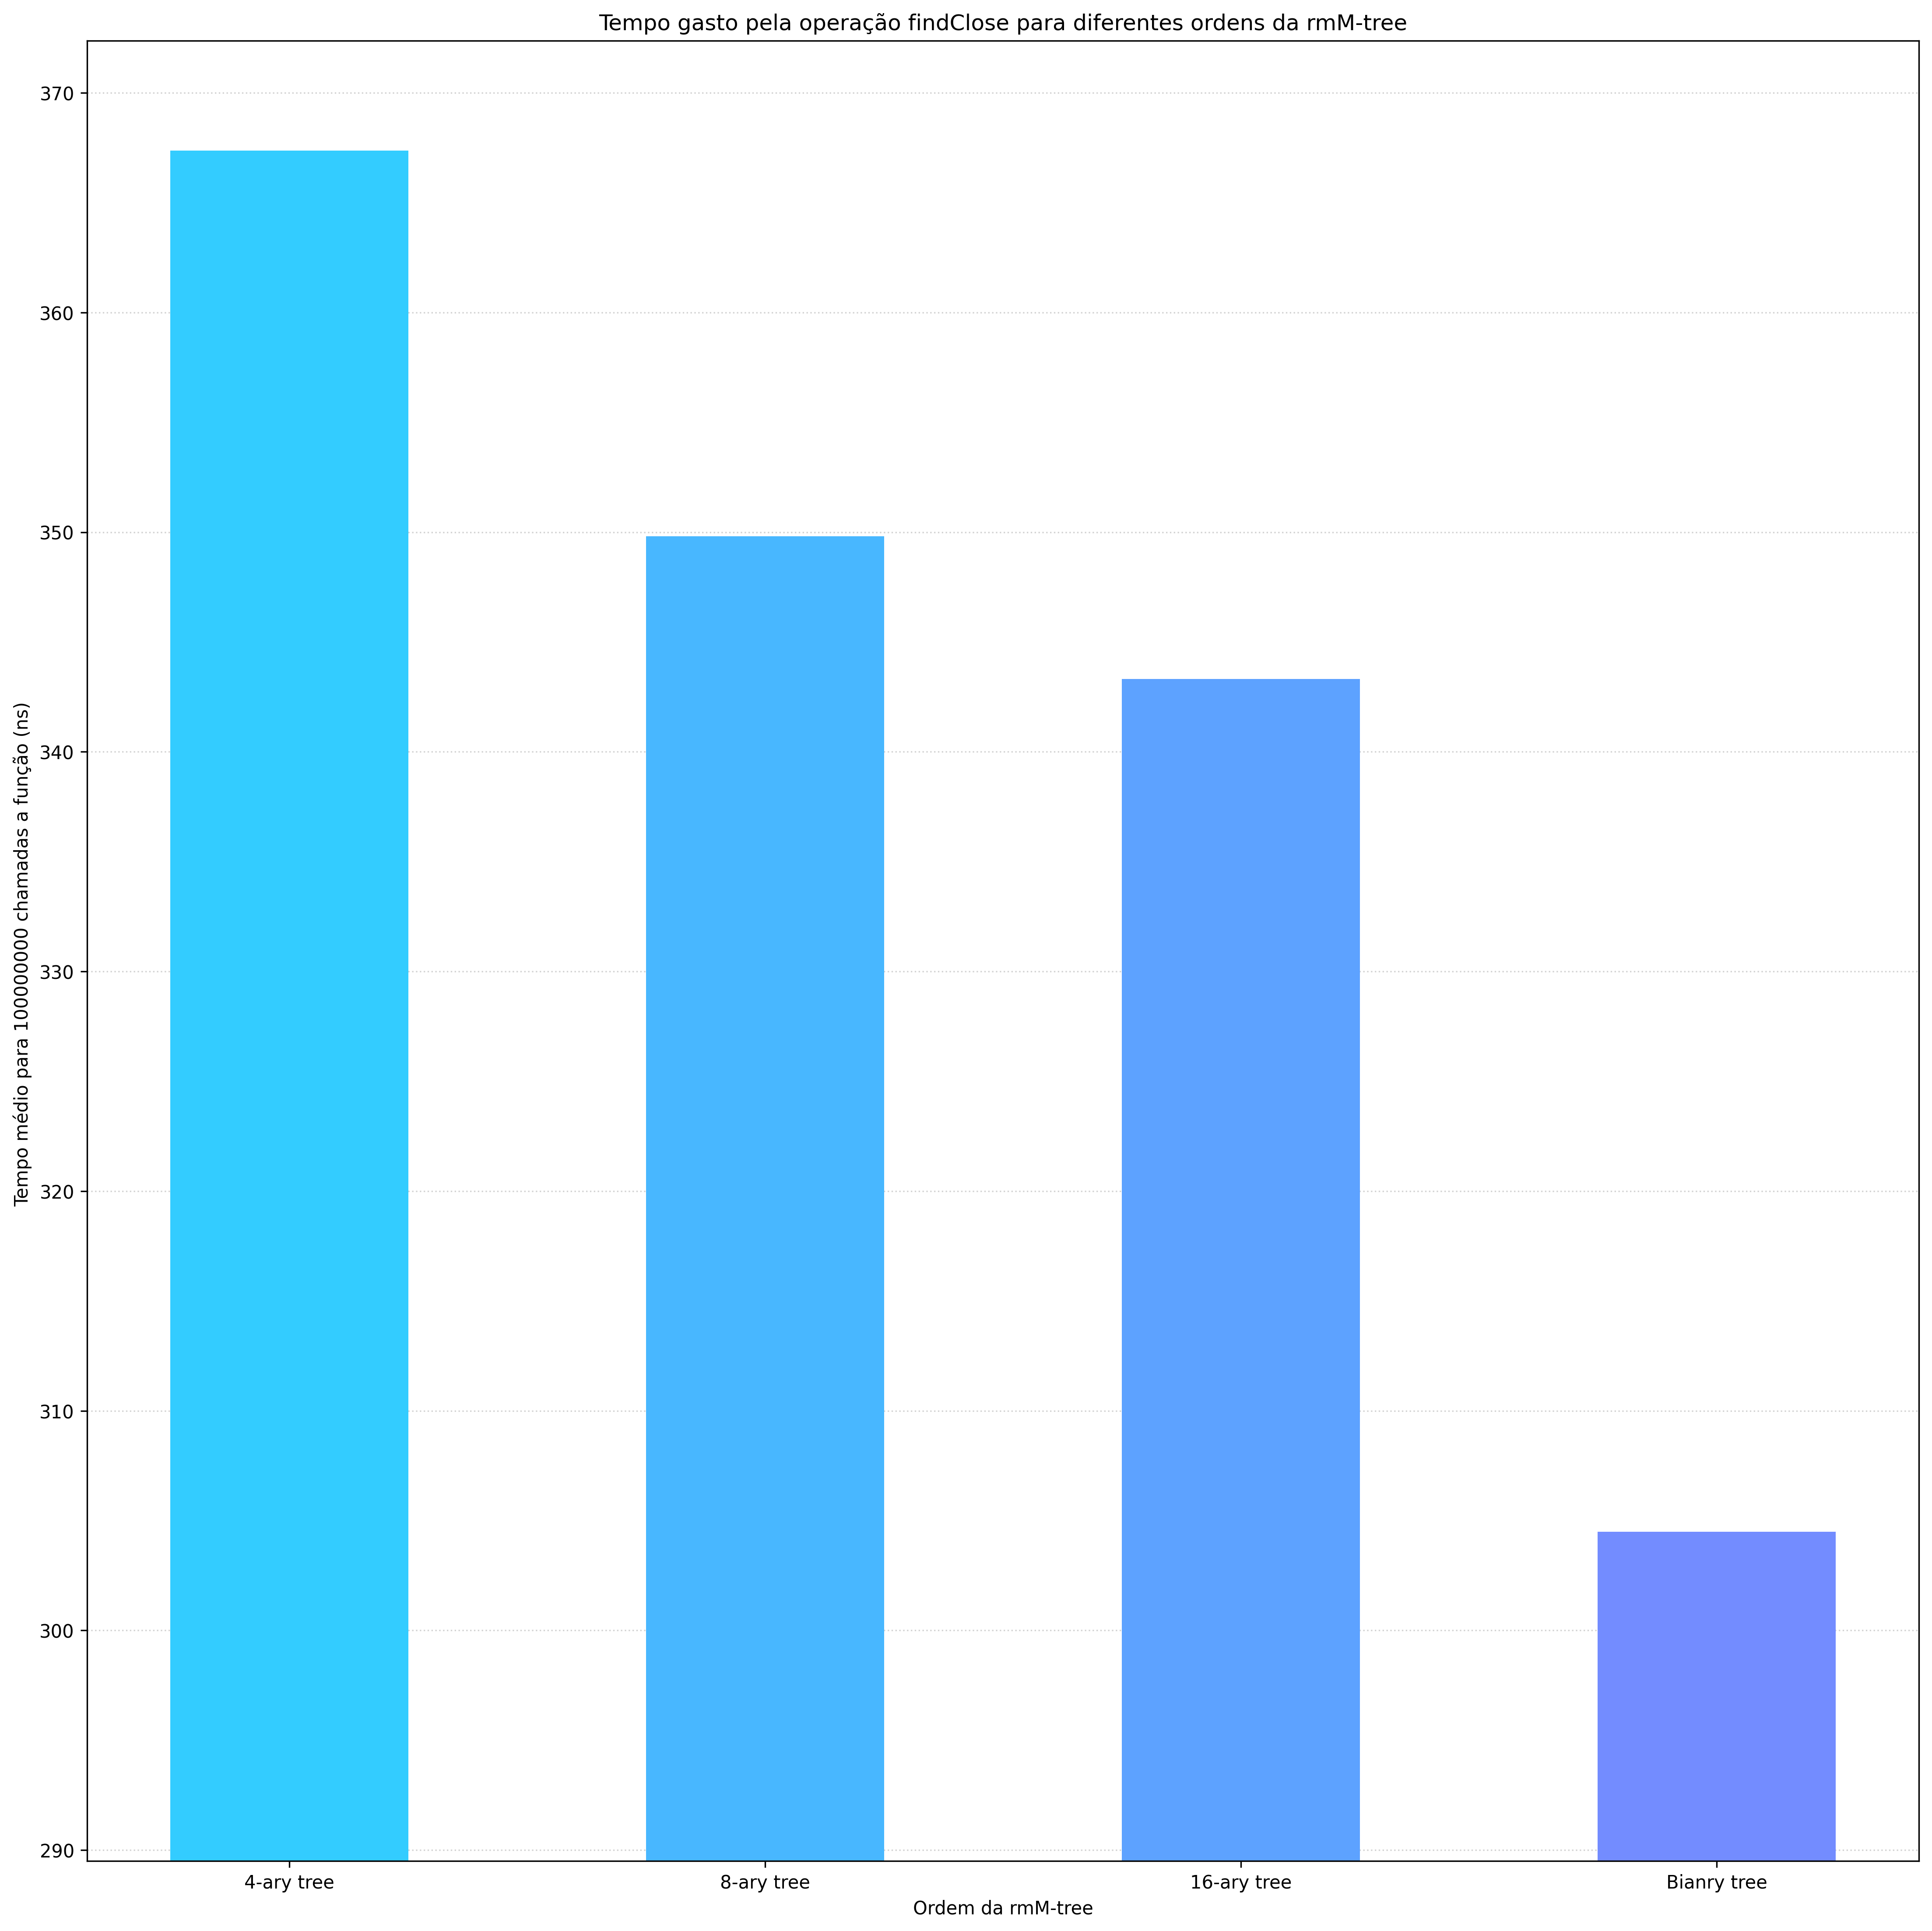 Tempo gasto pela operação findClose para diferentes ordens da rmM-tree
Tempo médio para 100000000 chamadas a função (ns)
370
360
350
340
330
320
310
300
290
4-ary tree
8-ary tree
16-ary tree
Bianry tree
Ordem da rmM-tree